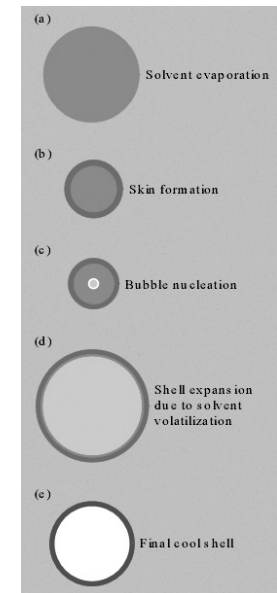 (a)
Solvent evaporation
(b)
Skin formation
(c)
Bubble nucleation
(d)
Shell expansion
due to solvent
volatilization
(e)
Final cool shell